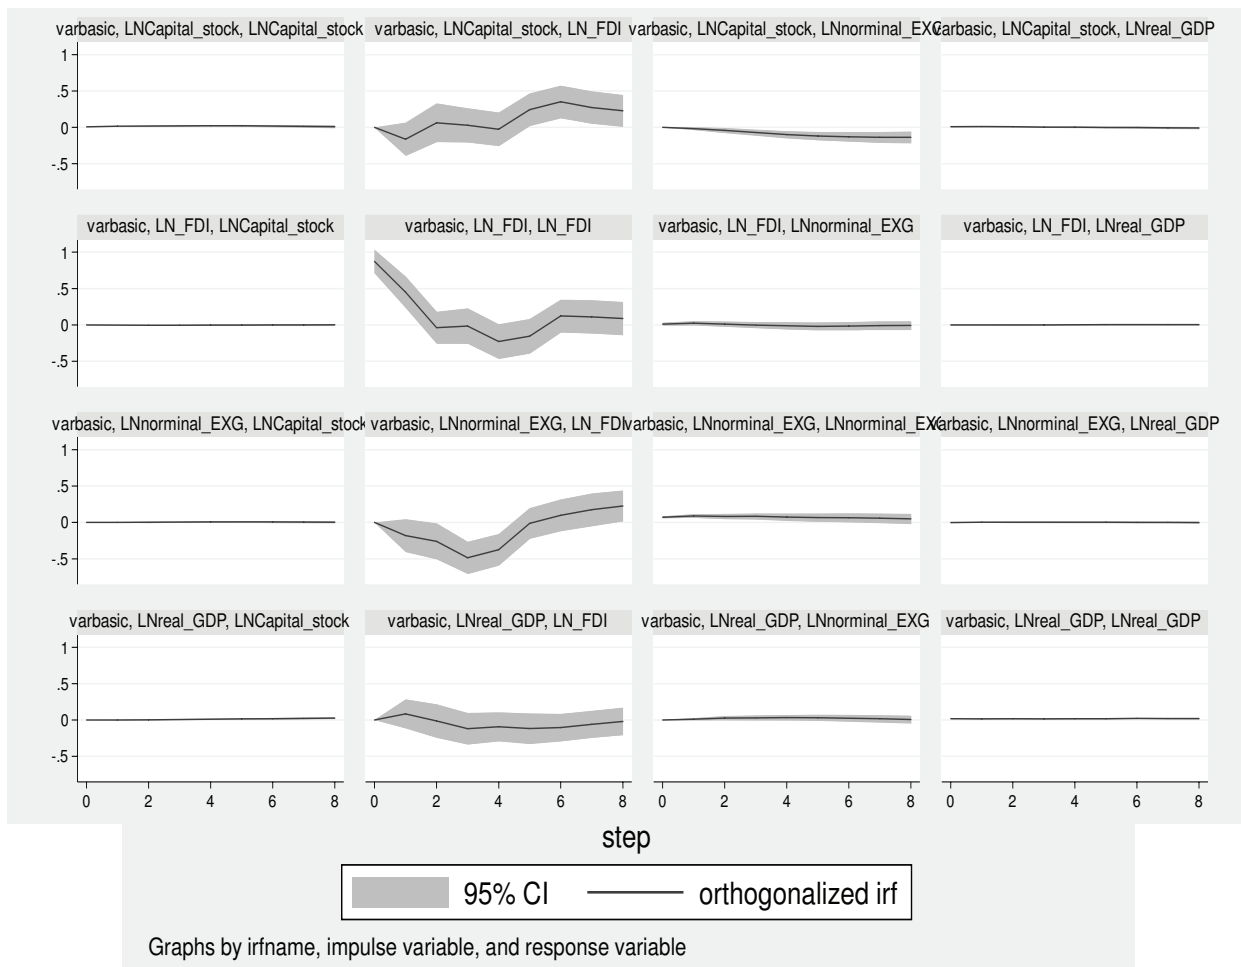 varbasic, LNCapital_stock, LNCapital_stock varbasic, LNCapital_stock, LN_FDI varbasic, LNCapital_stock, LNnorminal_EXG varbasic, LNCapital_stock, LNreal_GDP
1
.5
0
-.5
varbasic, LN_FDI, LNCapital_stock varbasic, LN_FDI, LN_FDI varbasic, LN_FDI, LNnorminal_EXG varbasic, LN_FDI, LNreal_GDP
1
.5
0
-.5
varbasic, LNnorminal_EXG, LNCapital_stock varbasic, LNnorminal_EXG, LN_FDI varbasic, LNnorminal_EXG, LNnorminal_EXG varbasic, LNnorminal_EXG, LNreal_GDP
1
.5
0
-.5
varbasic, LNreal_GDP, LNCapital_stock varbasic, LNreal_GDP, LN_FDI varbasic, LNreal_GDP, LNnorminal_EXG varbasic, LNreal_GDP, LNreal_GDP
1
.5
0
-.5
0 2 4 6 8 0 2 4 6 8 0 2 4 6 8 0 2 4 6 8
step
95% CI orthogonalized irf
Graphs by irfname, impulse variable, and response variable